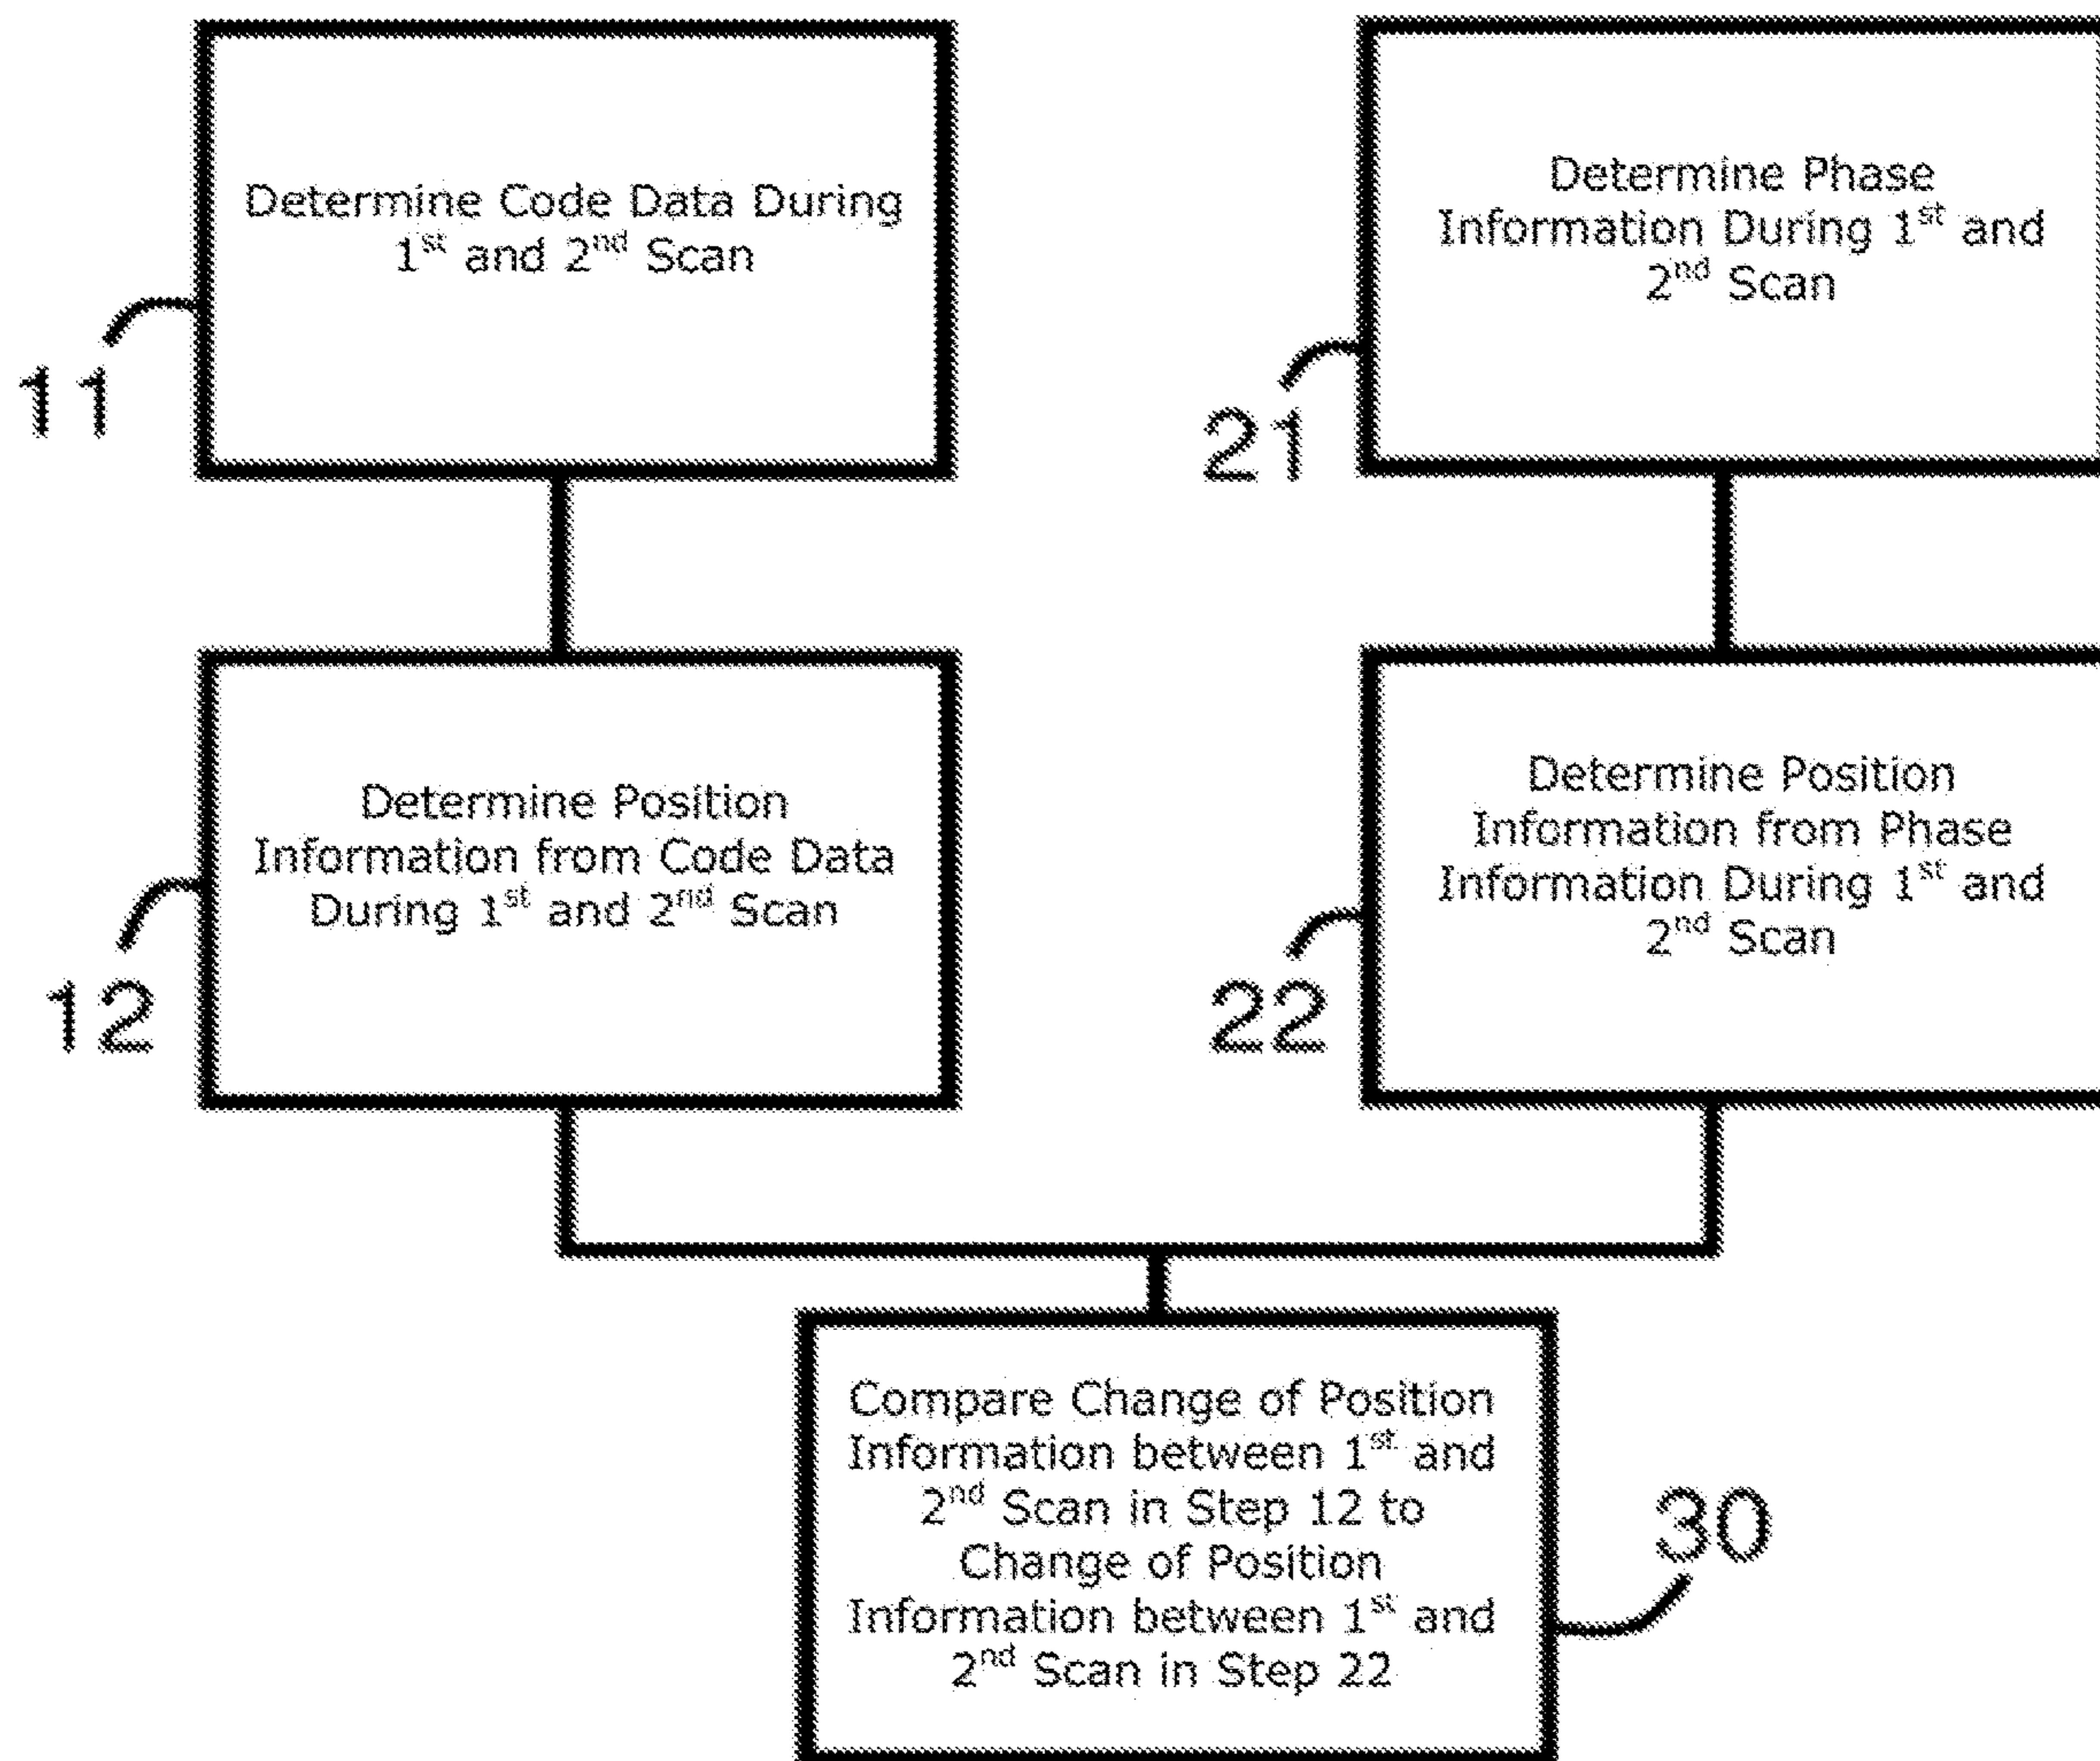 Determine Code Data During
1st and 2nd Scan
11
Determine Phase
Information During 1st and
2nd Scan
21
Determine Position
Information from Code Data
During 1st and 2nd Scan
12
Determine Position
Information from Phase
Information During 1st and
2nd Scan
22
Compare Change of Position
Information between 1st and
2nd Scan in Step 12 to
Change of Position
Information between 1st and
2nd Scan in Step 22
30